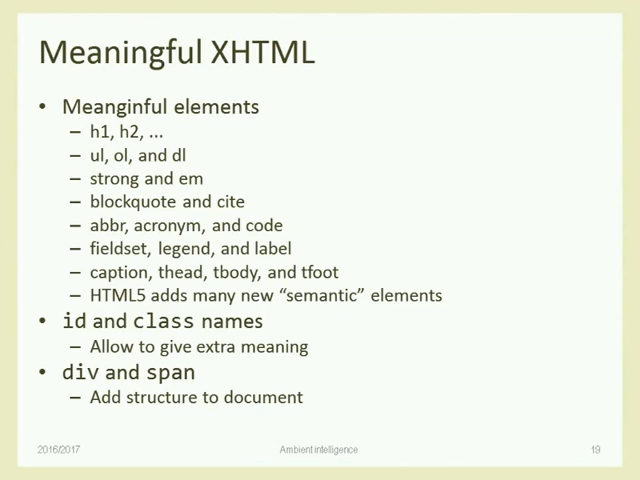 Meaningful XHTML
• Meanginful elements
– h1, h2, ...
– ul, ol, and dl
– strong and em
– blockquote and cite
– abbr, acronym, and code
– fieldset, legend, and label
– caption, thead, tbody, and tfoot
– HTML5 adds many new “semantic” elements
• id and class names
– Allow to give extra meaning
• div and span
– Add structure to document
2016/2017 Ambient intelligence 19